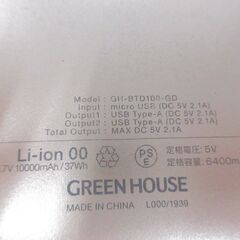 Model: GH-BTD100-GD
Input: micro USB (DC 5V 2.1A)
Output1: USB Type-A (DC 5V 2.1A)
Output2: USB Type-A (DC 5V 2.1A)
Total Output: MAX DC 5V 2.1A
Li-ion 00
.7V 10000mAh/37Wh
PS
E
定格電圧: 5V
定格容量: 6400m
GREEN HOUSE
MADE IN CHINA L000/1939